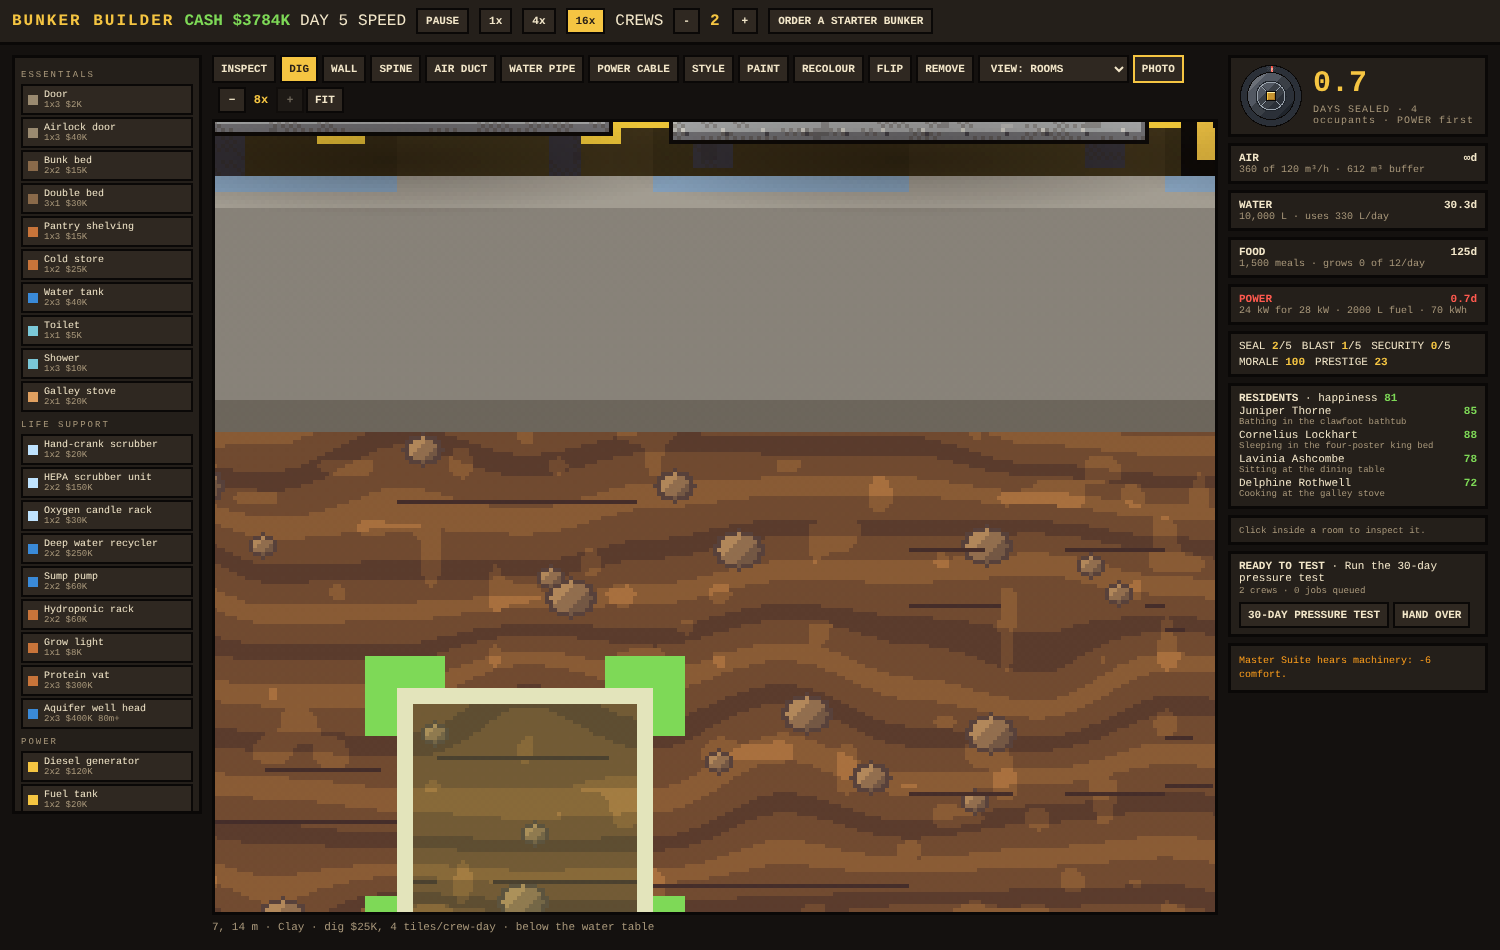 BUNKER BUILDER CASH $3784K DAY 5 SPEED PAUSE 1x 4x 16x CREWS - 2 + ORDER A STARTER BUNKER
ESSENTIALS
Door
1x3 $2K
Airlock door
1x3 $40K
Bunk bed
2x2 $15K
Double bed
3x1 $30K
Pantry shelving
1x3 $15K
Cold store
1x2 $25K
Water tank
2x3 $40K
Toilet
1x1 $5K
Shower
1x3 $10K
Galley stove
2x1 $20K
LIFE SUPPORT
Hand-crank scrubber
1x2 $20K
HEPA scrubber unit
2x2 $150K
Oxygen candle rack
1x2 $30K
Deep water recycler
2x2 $250K
Sump pump
2x2 $60K
Hydroponic rack
2x2 $60K
Grow light
1x1 $8K
Protein vat
2x3 $300K
Aquifer well head
2x3 $400K 80m+
POWER
Diesel generator
2x2 $120K
Fuel tank
1x2 $20K
INSPECT DIG WALL SPINE AIR DUCT WATER PIPE POWER CABLE STYLE PAINT RECOLOUR FLIP REMOVE VIEW: ROOMS PHOTO
− 8x + FIT
7, 14 m · Clay · dig $25K, 4 tiles/crew-day · below the water table
0.7
DAYS SEALED · 4
occupants · POWER first
AIR ∞d
360 of 120 m³/h · 612 m³ buffer
WATER 30.3d
10,000 L · uses 330 L/day
FOOD 125d
1,500 meals · grows 0 of 12/day
POWER 0.7d
24 kW for 28 kW · 2000 L fuel · 70 kWh
SEAL 2/5 BLAST 1/5 SECURITY 0/5
MORALE 100 PRESTIGE 23
RESIDENTS · happiness 81
Juniper Thorne 85
Bathing in the clawfoot bathtub
Cornelius Lockhart 88
Sleeping in the four-poster king bed
Lavinia Ashcombe 78
Sitting at the dining table
Delphine Rothwell 72
Cooking at the galley stove
Click inside a room to inspect it.
READY TO TEST · Run the 30-day
pressure test
2 crews · 0 jobs queued
30-DAY PRESSURE TEST HAND OVER
Master Suite hears machinery: -6
comfort.